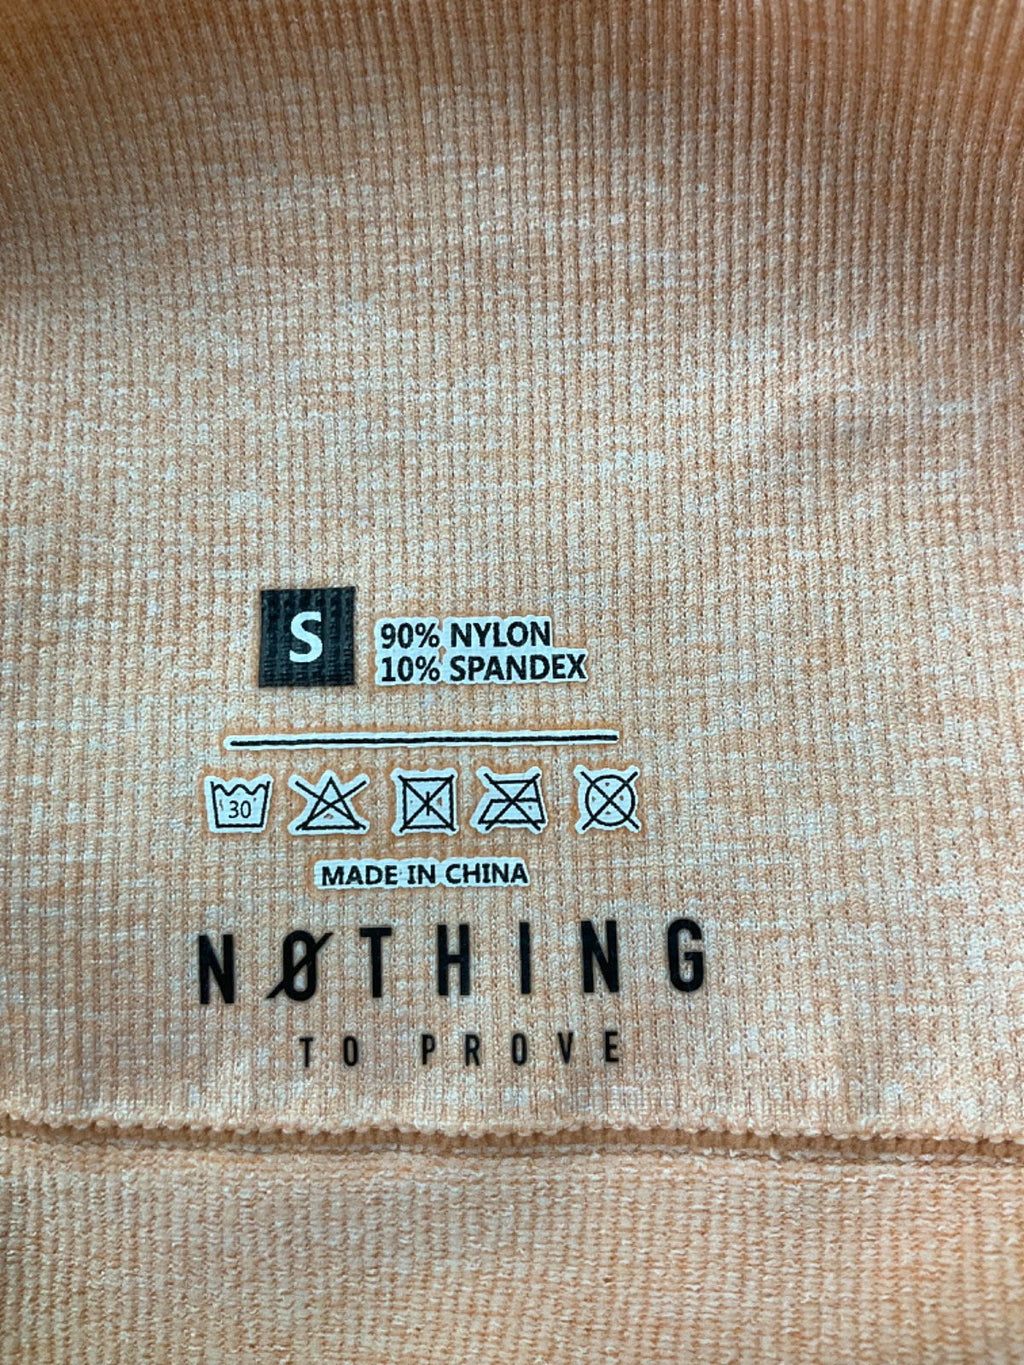 S
90% NYLON
10% SPANDEX
30
MADE IN CHINA
NØTHING
TO PROVE